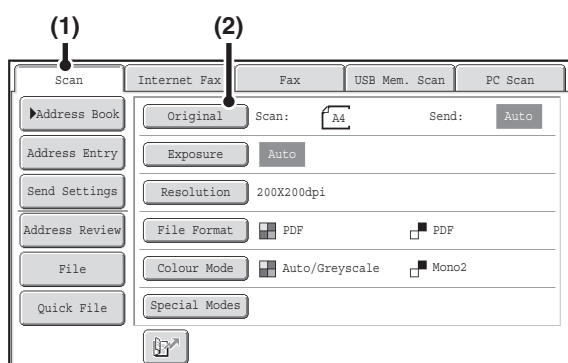 (1) (2)
Scan Internet Fax Fax USB Mem. Scan PC Scan
Address Book Original Scan: A4 Send: Auto
Address Entry Exposure Auto
Send Settings Resolution 200X200dpi
Address Review File Format PDF PDF
File Colour Mode Auto/Greyscale Mono2
Quick File Special Modes